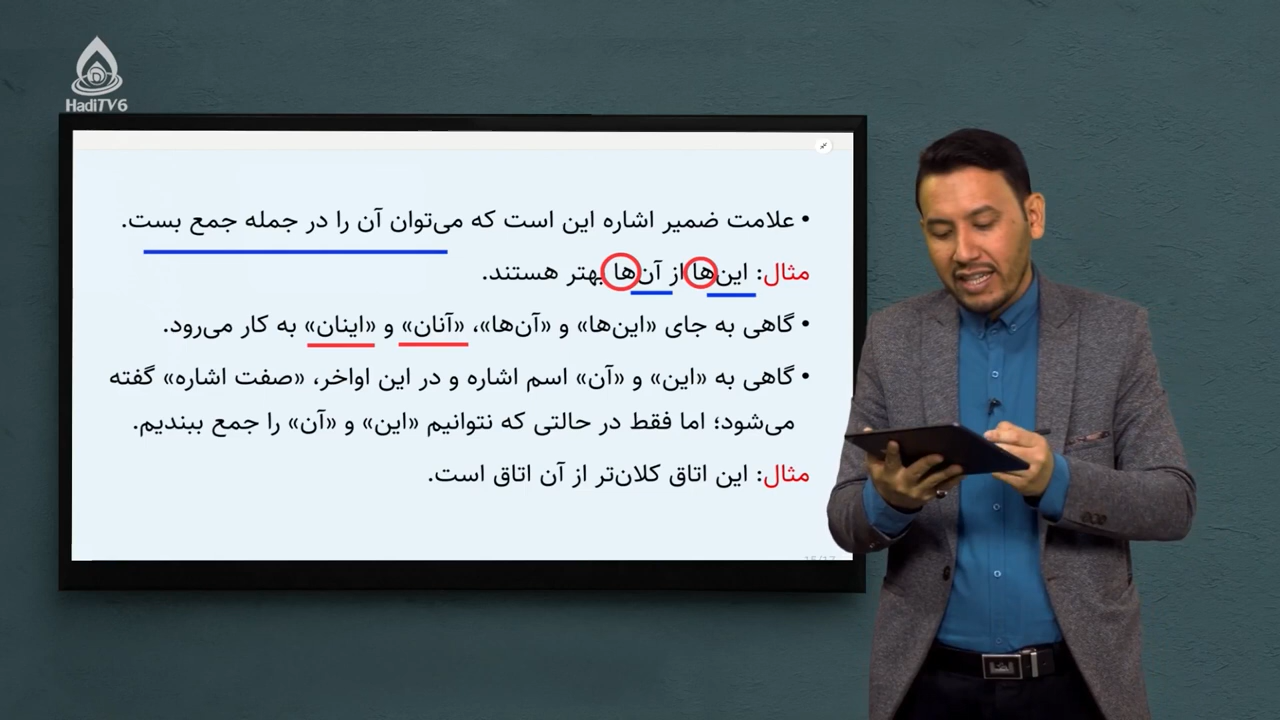 HadiTV6
• علامت ضمیر اشاره این است که می‌توان آن را در جمله جمع بست.
مثال: این‌ها از آن‌ها بهتر هستند.
• گاهی به جای «این‌ها» و «آن‌ها»، «آنان» و «اینان» به کار می‌رود.
• گاهی به «این» و «آن» اسم اشاره و در این اواخر، «صفت اشاره» گفته
می‌شود؛ اما فقط در حالتی که نتوانیم «این» و «آن» را جمع ببندیم.
مثال: این اتاق کلان‌تر از آن اتاق است.